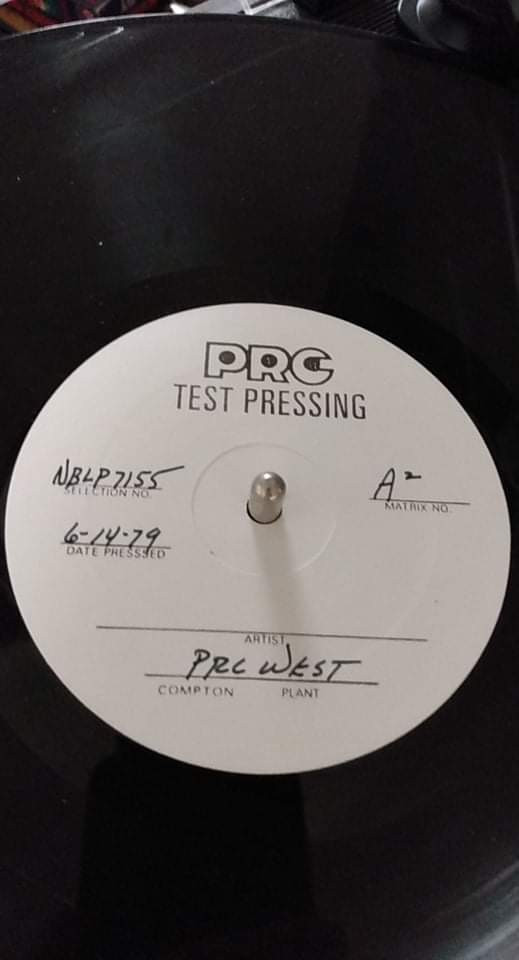 PRC
TEST PRESSING
NBLP7155
SELECTION NO.
A²
MATRIX NO.
6-14-79
DATE PRESSSED
ARTIST
PRC WEST
COMPTON PLANT